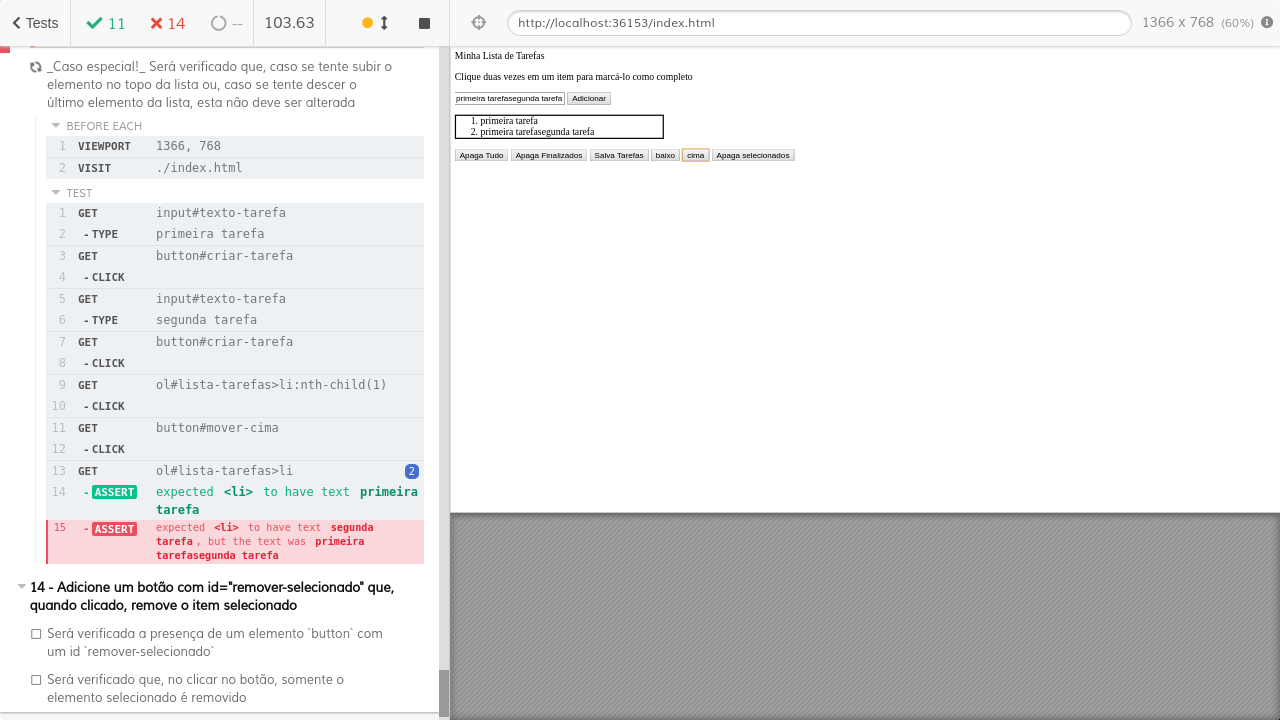 Tests
11
14
--
103.63
http://localhost:36153/index.html
1366 x 768 (60%)
_Caso especial!_ Será verificado que, caso se tente subir o
elemento no topo da lista ou, caso se tente descer o
último elemento da lista, esta não deve ser alterada
BEFORE EACH
1 VIEWPORT 1366, 768
2 VISIT ./index.html
TEST
1 GET input#texto-tarefa
2 - TYPE primeira tarefa
3 GET button#criar-tarefa
4 - CLICK
5 GET input#texto-tarefa
6 - TYPE segunda tarefa
7 GET button#criar-tarefa
8 - CLICK
9 GET ol#lista-tarefas>li:nth-child(1)
10 - CLICK
11 GET button#mover-cima
12 - CLICK
13 GET ol#lista-tarefas>li 2
14 - ASSERT expected <li> to have text primeira
tarefa
15 - ASSERT expected <li> to have text segunda
tarefa, but the text was primeira
tarefasegunda tarefa
14 - Adicione um botão com id="remover-selecionado" que,
quando clicado, remove o item selecionado
Será verificada a presença de um elemento `button` com
um id `remover-selecionado`
Será verificado que, no clicar no botão, somente o
elemento selecionado é removido
Minha Lista de Tarefas
Clique duas vezes em um item para marcá-lo como completo
primeira tarefasegunda tarefa Adicionar
1. primeira tarefa
2. primeira tarefasegunda tarefa
Apaga Tudo Apaga Finalizados Salva Tarefas baixo cima Apaga selecionados